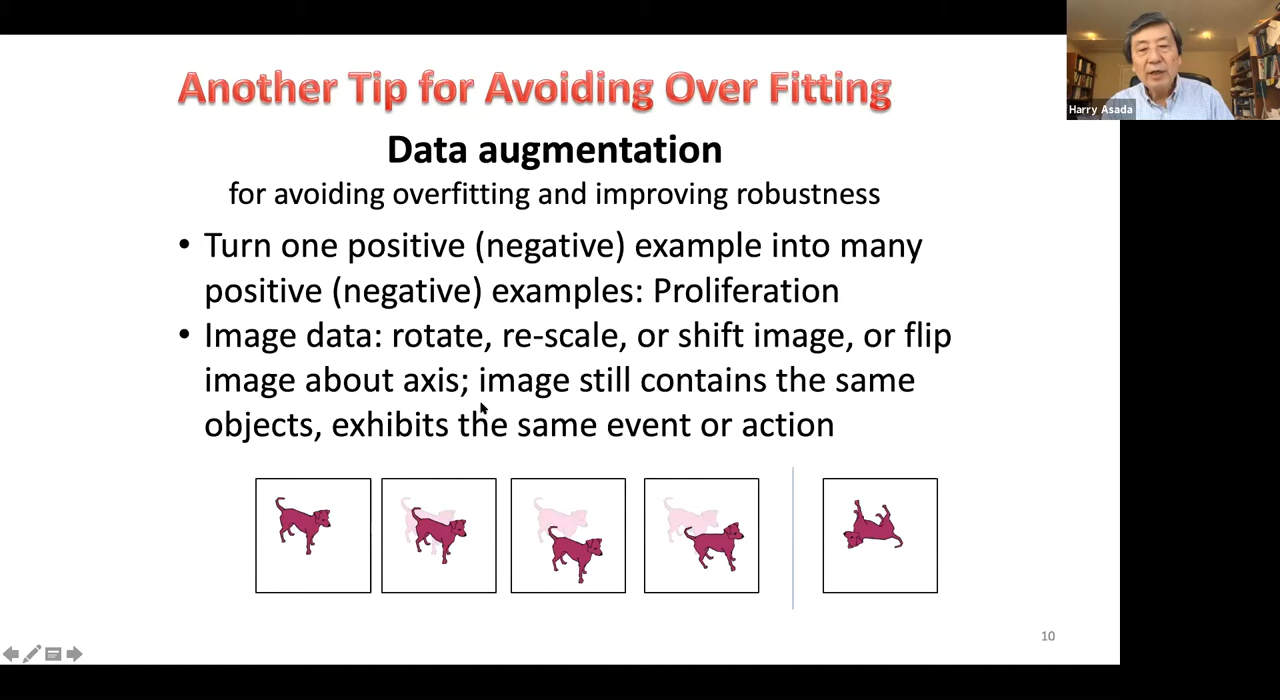 Another Tip for Avoiding Over Fitting
Harry Asada
Data augmentation
for avoiding overfitting and improving robustness
• Turn one positive (negative) example into many
positive (negative) examples: Proliferation
• Image data: rotate, re-scale, or shift image, or flip
image about axis; image still contains the same
objects, exhibits the same event or action
10